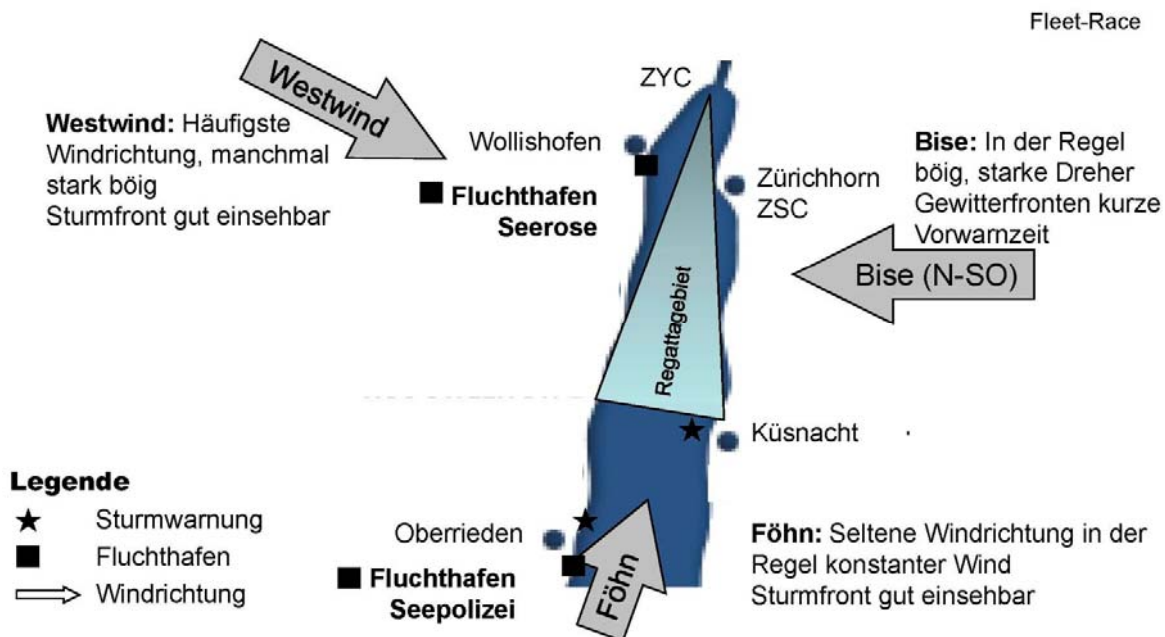 Fleet-Race
Westwind
ZYC
Westwind: Häufigste
Windrichtung, manchmal
stark böig
Sturmfront gut einsehbar
Wollishofen
Fluchthafen
Seerose
Zürichhorn
ZSC
Bise: In der Regel
böig, starke Dreher
Gewitterfronten kurze
Vorwarnzeit
Bise (N-SO)
Regattagebiet
Küsnacht
Legende
Sturmwarnung
Fluchthafen
Windrichtung
Oberrieden
Fluchthafen
Seepolizei
Föhn
Föhn: Seltene Windrichtung in der
Regel konstanter Wind
Sturmfront gut einsehbar